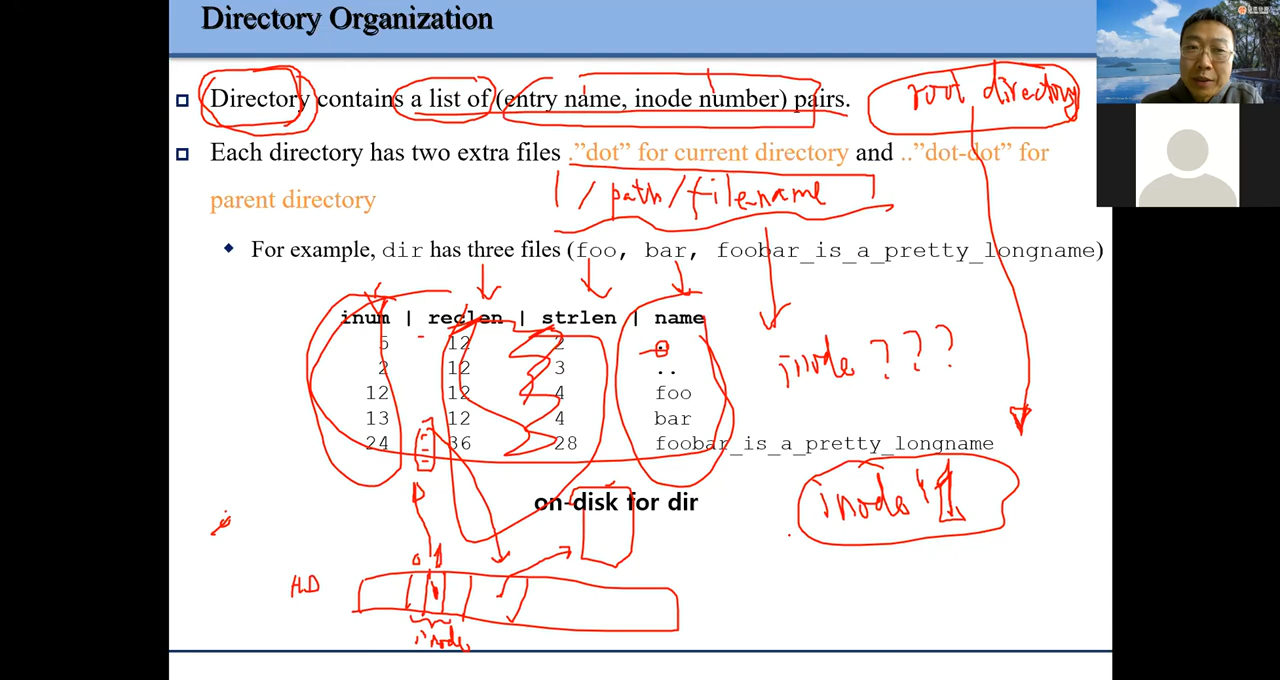 Directory Organization
Directory contains a list of (entry name, inode number) pairs.
root directory
Each directory has two extra files ."dot" for current directory and .."dot-dot" for
parent directory
/path/filename
For example, dir has three files (foo, bar, foobar_is_a_pretty_longname)
inum | reclen | strlen | name
5 12 2 .
2 12 3 ..
12 12 4 foo
13 12 4 bar
24 36 28 foobar_is_a_pretty_longname
inode ???
on-disk for dir
inode
HD
0 1
inode